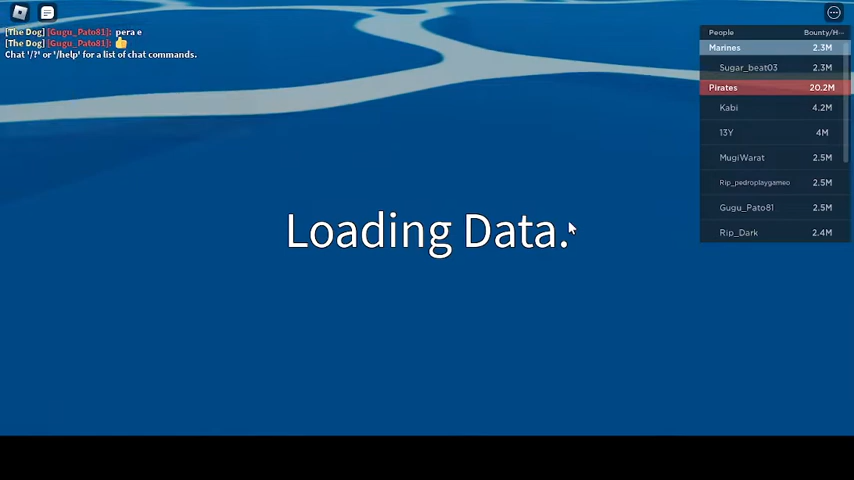 [The Dog] [Gugu_Pato81]: pera e
[The Dog] [Gugu_Pato81]: 👍
Chat '/?' or '/help' for a list of chat commands.
People Bounty/H···
Marines 2.3M
Sugar_beat03 2.3M
Pirates 20.2M
Kabi 4.2M
13Y 4M
MugiWarat 2.5M
Rip_pedroplaygameo 2.5M
Gugu_Pato81 2.5M
Rip_Dark 2.4M
Loading Data.